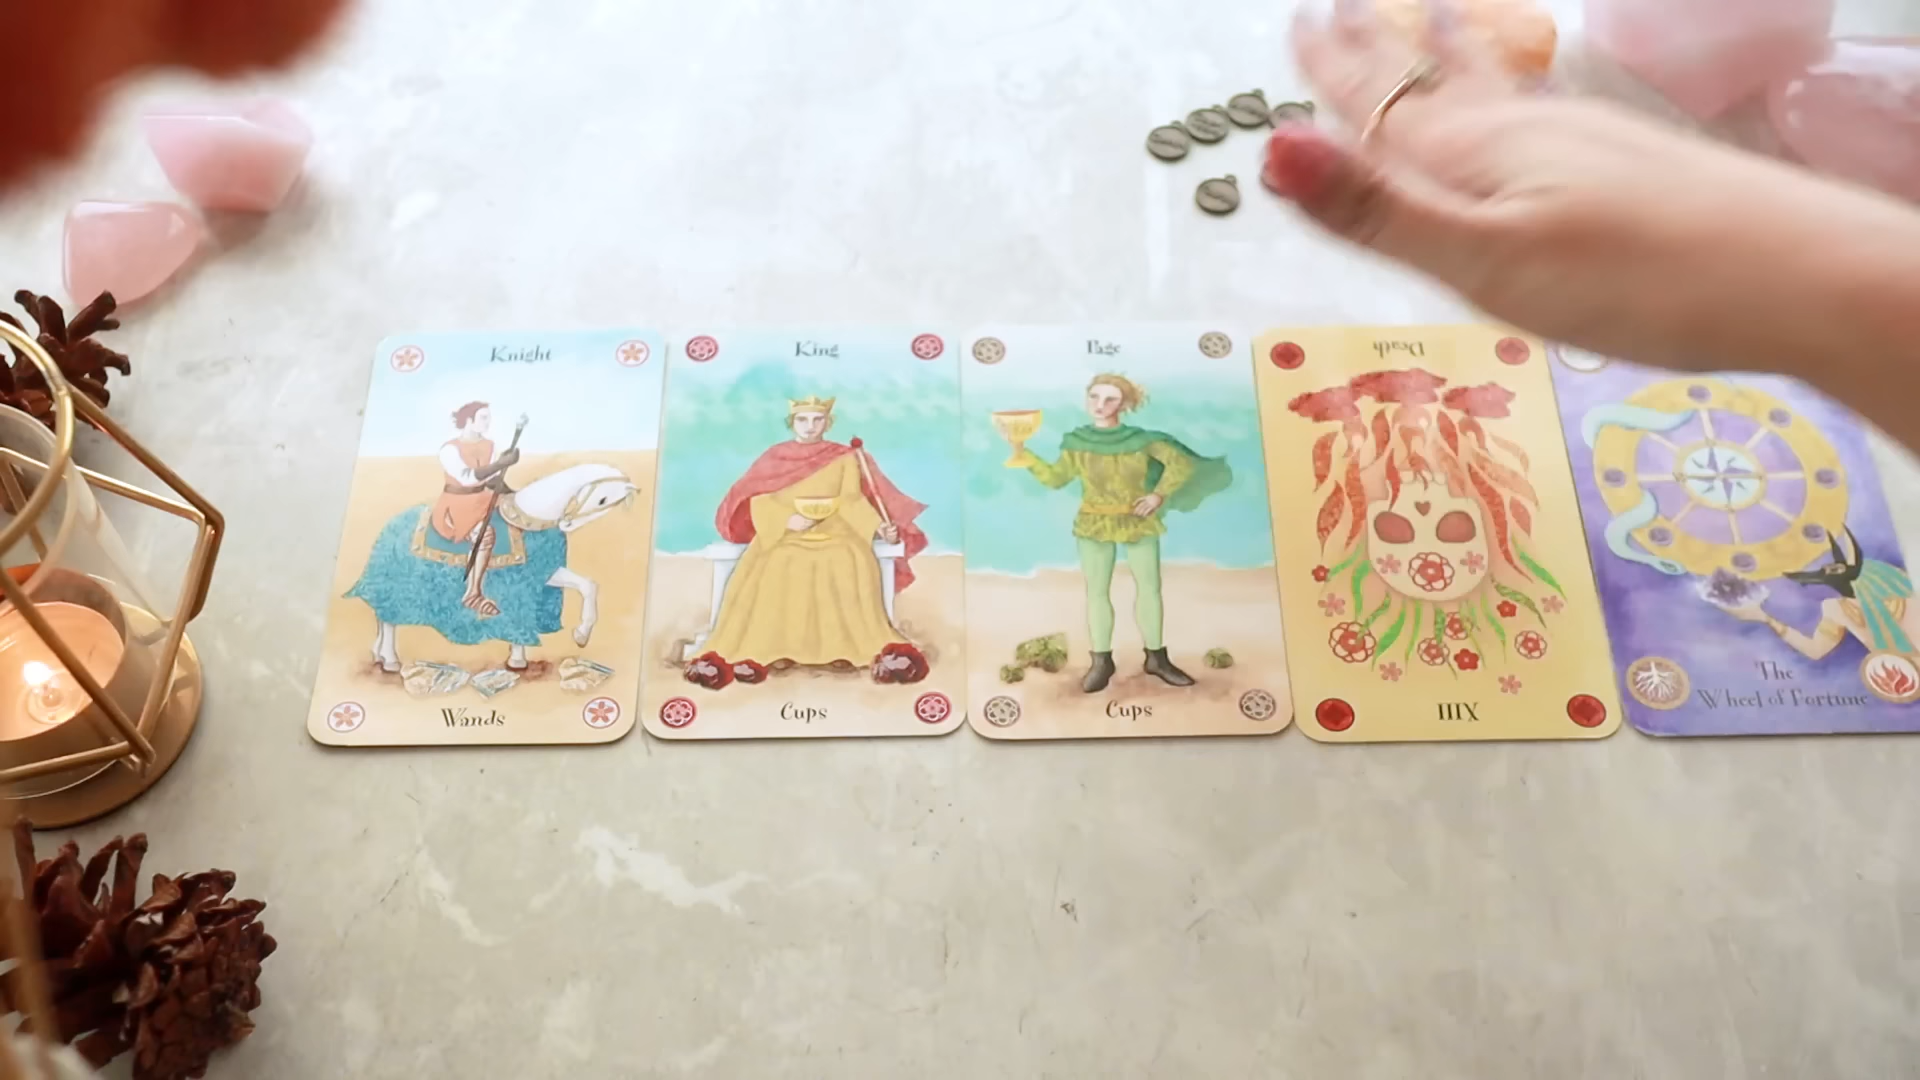 Knight
Wands
King
Cups
Page
Cups
Death
XIII
The
Wheel of Fortune